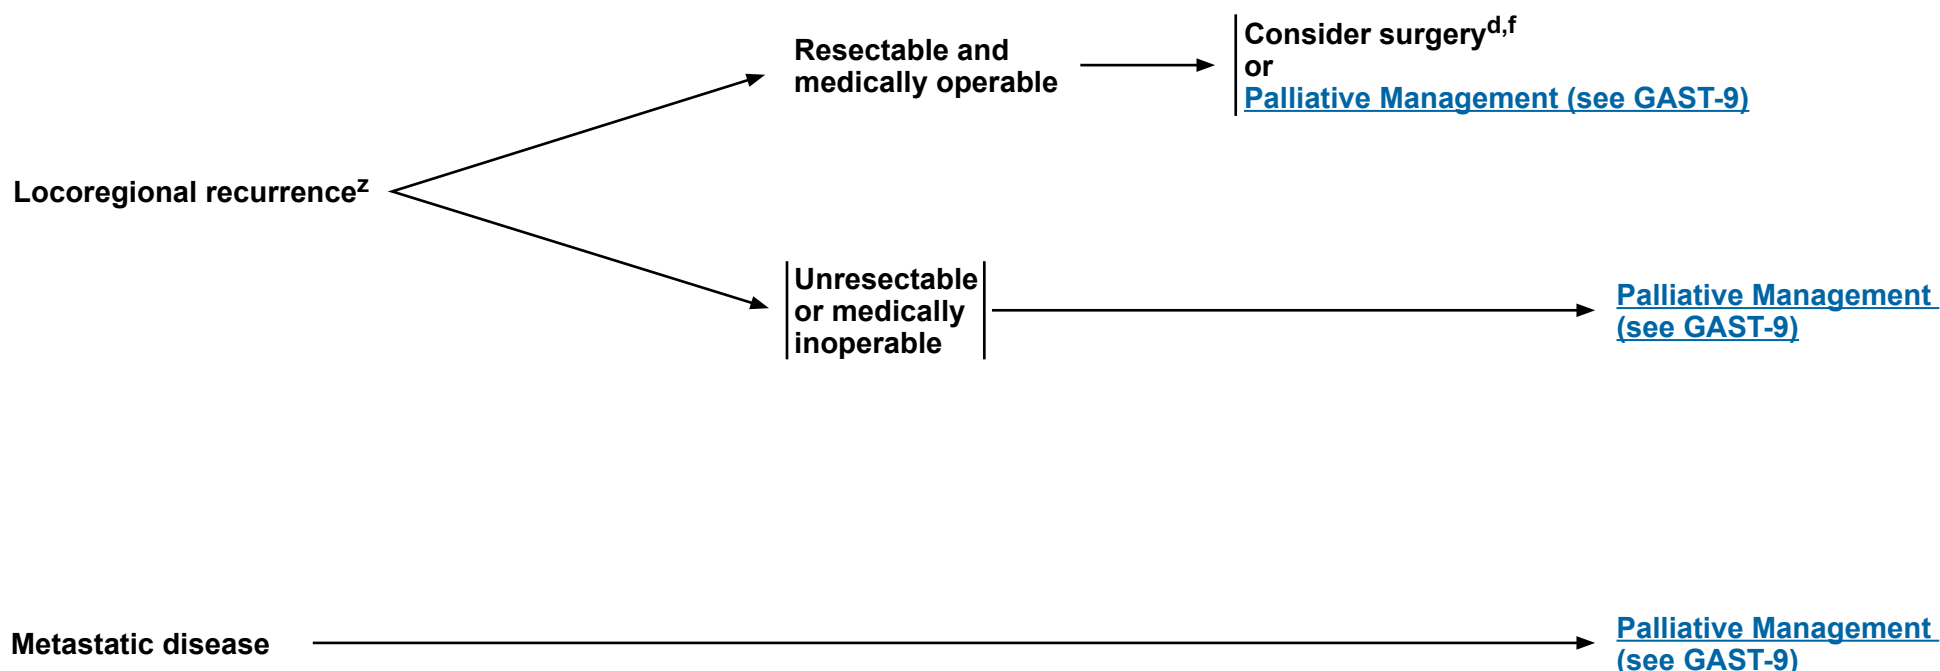 Resectable and
medically operable
Consider surgery^d,f
or
Palliative Management (see GAST-9)
Locoregional recurrence^z
Unresectable
or medically
inoperable
Palliative Management
(see GAST-9)
Metastatic disease
Palliative Management
(see GAST-9)